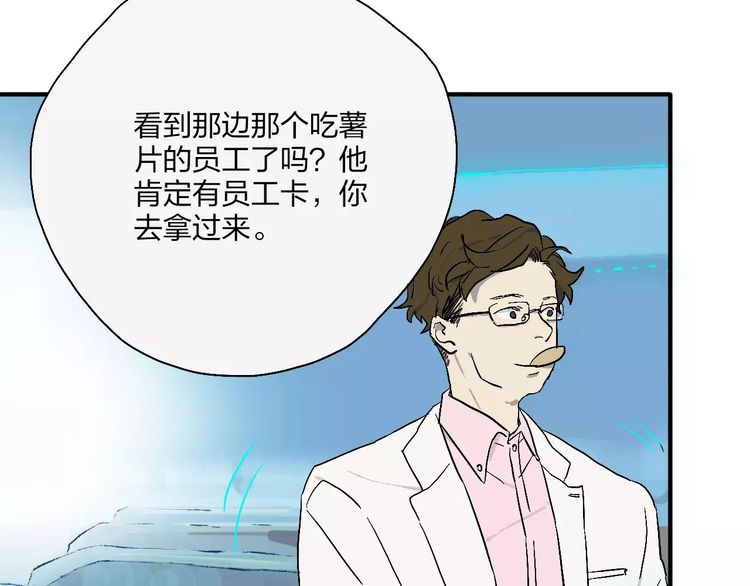 看到那边那个吃薯
片的员工了吗？他
肯定有员工卡，你
去拿过来。